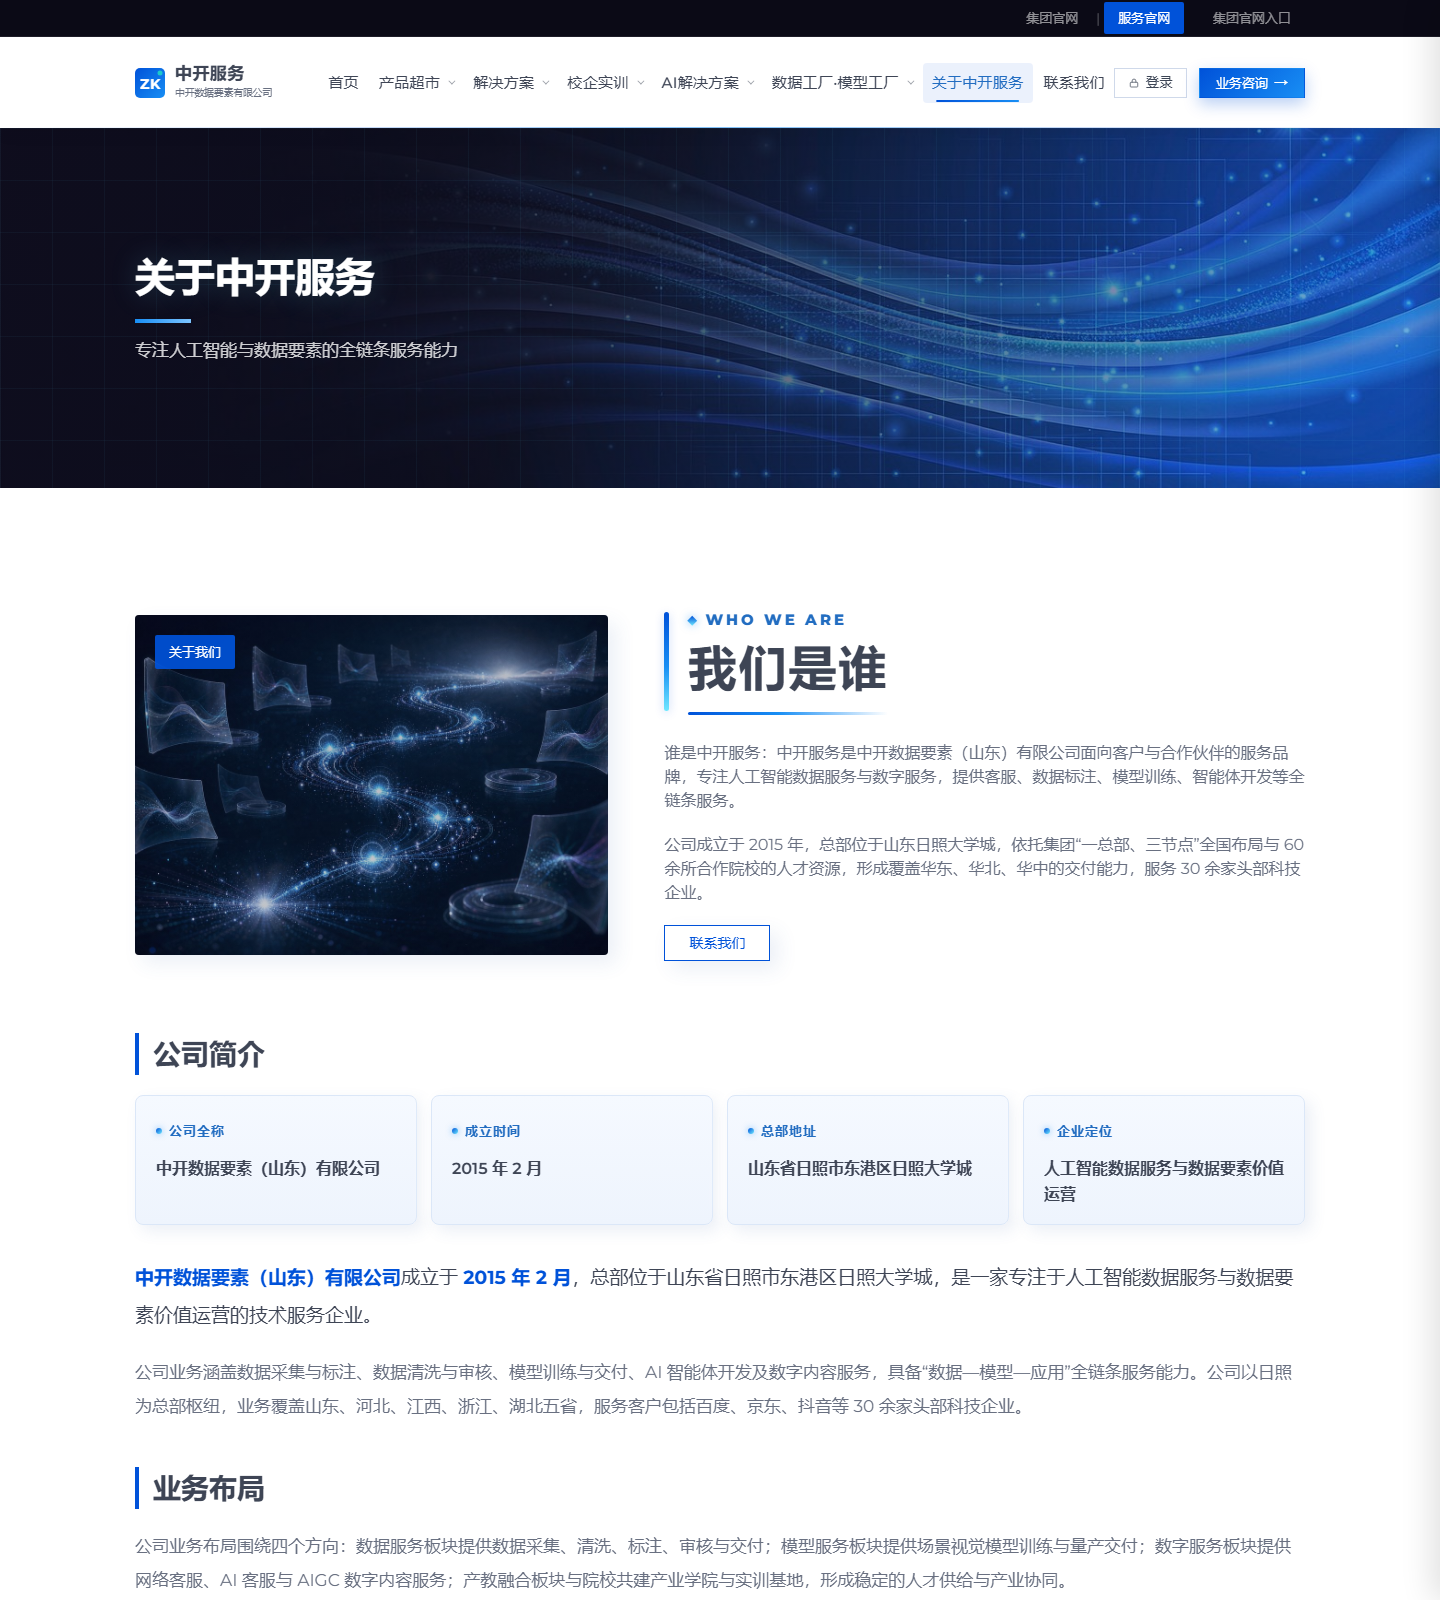 集团官网 | 服务官网 集团官网入口
ZK 中开服务
中开数据要素有限公司
首页 产品超市 解决方案 校企实训 AI解决方案 数据工厂·模型工厂 关于中开服务 联系我们 登录 业务咨询 →
关于中开服务
专注人工智能与数据要素的全链条服务能力
关于我们
WHO WE ARE
我们是谁
谁是中开服务：中开服务是中开数据要素（山东）有限公司面向客户与合作伙伴的服务品
牌，专注人工智能数据服务与数字服务，提供客服、数据标注、模型训练、智能体开发等全
链条服务。
公司成立于 2015 年，总部位于山东日照大学城，依托集团“一总部、三节点”全国布局与 60
余所合作院校的人才资源，形成覆盖华东、华北、华中的交付能力，服务 30 余家头部科技
企业。
联系我们
公司简介
公司全称
中开数据要素（山东）有限公司
成立时间
2015 年 2 月
总部地址
山东省日照市东港区日照大学城
企业定位
人工智能数据服务与数据要素价值
运营
中开数据要素（山东）有限公司成立于 2015 年 2 月，总部位于山东省日照市东港区日照大学城，是一家专注于人工智能数据服务与数据要
素价值运营的技术服务企业。
公司业务涵盖数据采集与标注、数据清洗与审核、模型训练与交付、AI 智能体开发及数字内容服务，具备“数据—模型—应用”全链条服务能力。公司以日照
为总部枢纽，业务覆盖山东、河北、江西、浙江、湖北五省，服务客户包括百度、京东、抖音等 30 余家头部科技企业。
业务布局
公司业务布局围绕四个方向：数据服务板块提供数据采集、清洗、标注、审核与交付；模型服务板块提供场景视觉模型训练与量产交付；数字服务板块提供
网络客服、AI 客服与 AIGC 数字内容服务；产教融合板块与院校共建产业学院与实训基地，形成稳定的人才供给与产业协同。